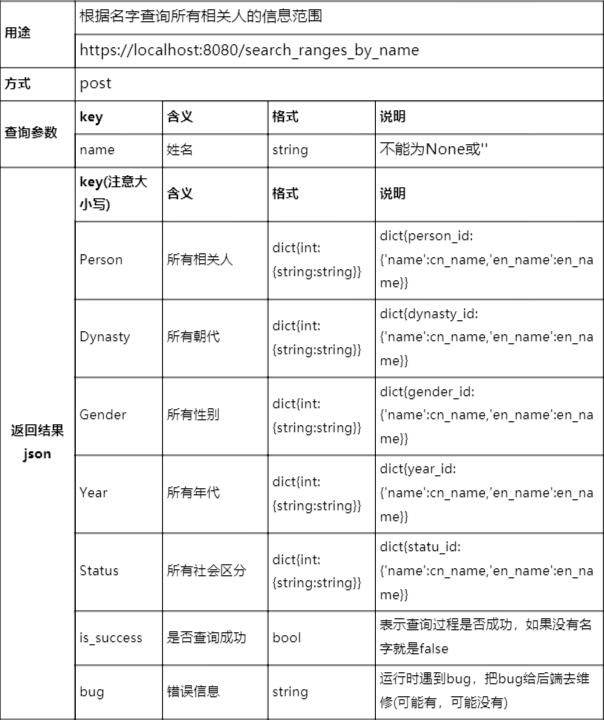 用途
根据名字查询所有相关人的信息范围
https://localhost:8080/search_ranges_by_name
方式
post
查询参数
key
含义
格式
说明
name
姓名
string
不能为None或''
返回结果
json
key(注意大
小写)
含义
格式
说明
Person
所有相关人
dict{int:
{string:string}}
dict{person_id:
{'name':cn_name,'en_name':en_na
me}}
Dynasty
所有朝代
dict{int:
{string:string}}
dict{dynasty_id:
{'name':cn_name,'en_name':en_na
me}}
Gender
所有性别
dict{int:
{string:string}}
dict{gender_id:
{'name':cn_name,'en_name':en_na
me}}
Year
所有年代
dict{int:
{string:string}}
dict{year_id:
{'name':cn_name,'en_name':en_na
me}}
Status
所有社会区分
dict{int:
{string:string}}
dict{statu_id:
{'name':cn_name,'en_name':en_na
me}}
is_success
是否查询成功
bool
表示查询过程是否成功，如果没有名
字就是false
bug
错误信息
string
运行时遇到bug，把bug给后端去维
修(可能有，可能没有)